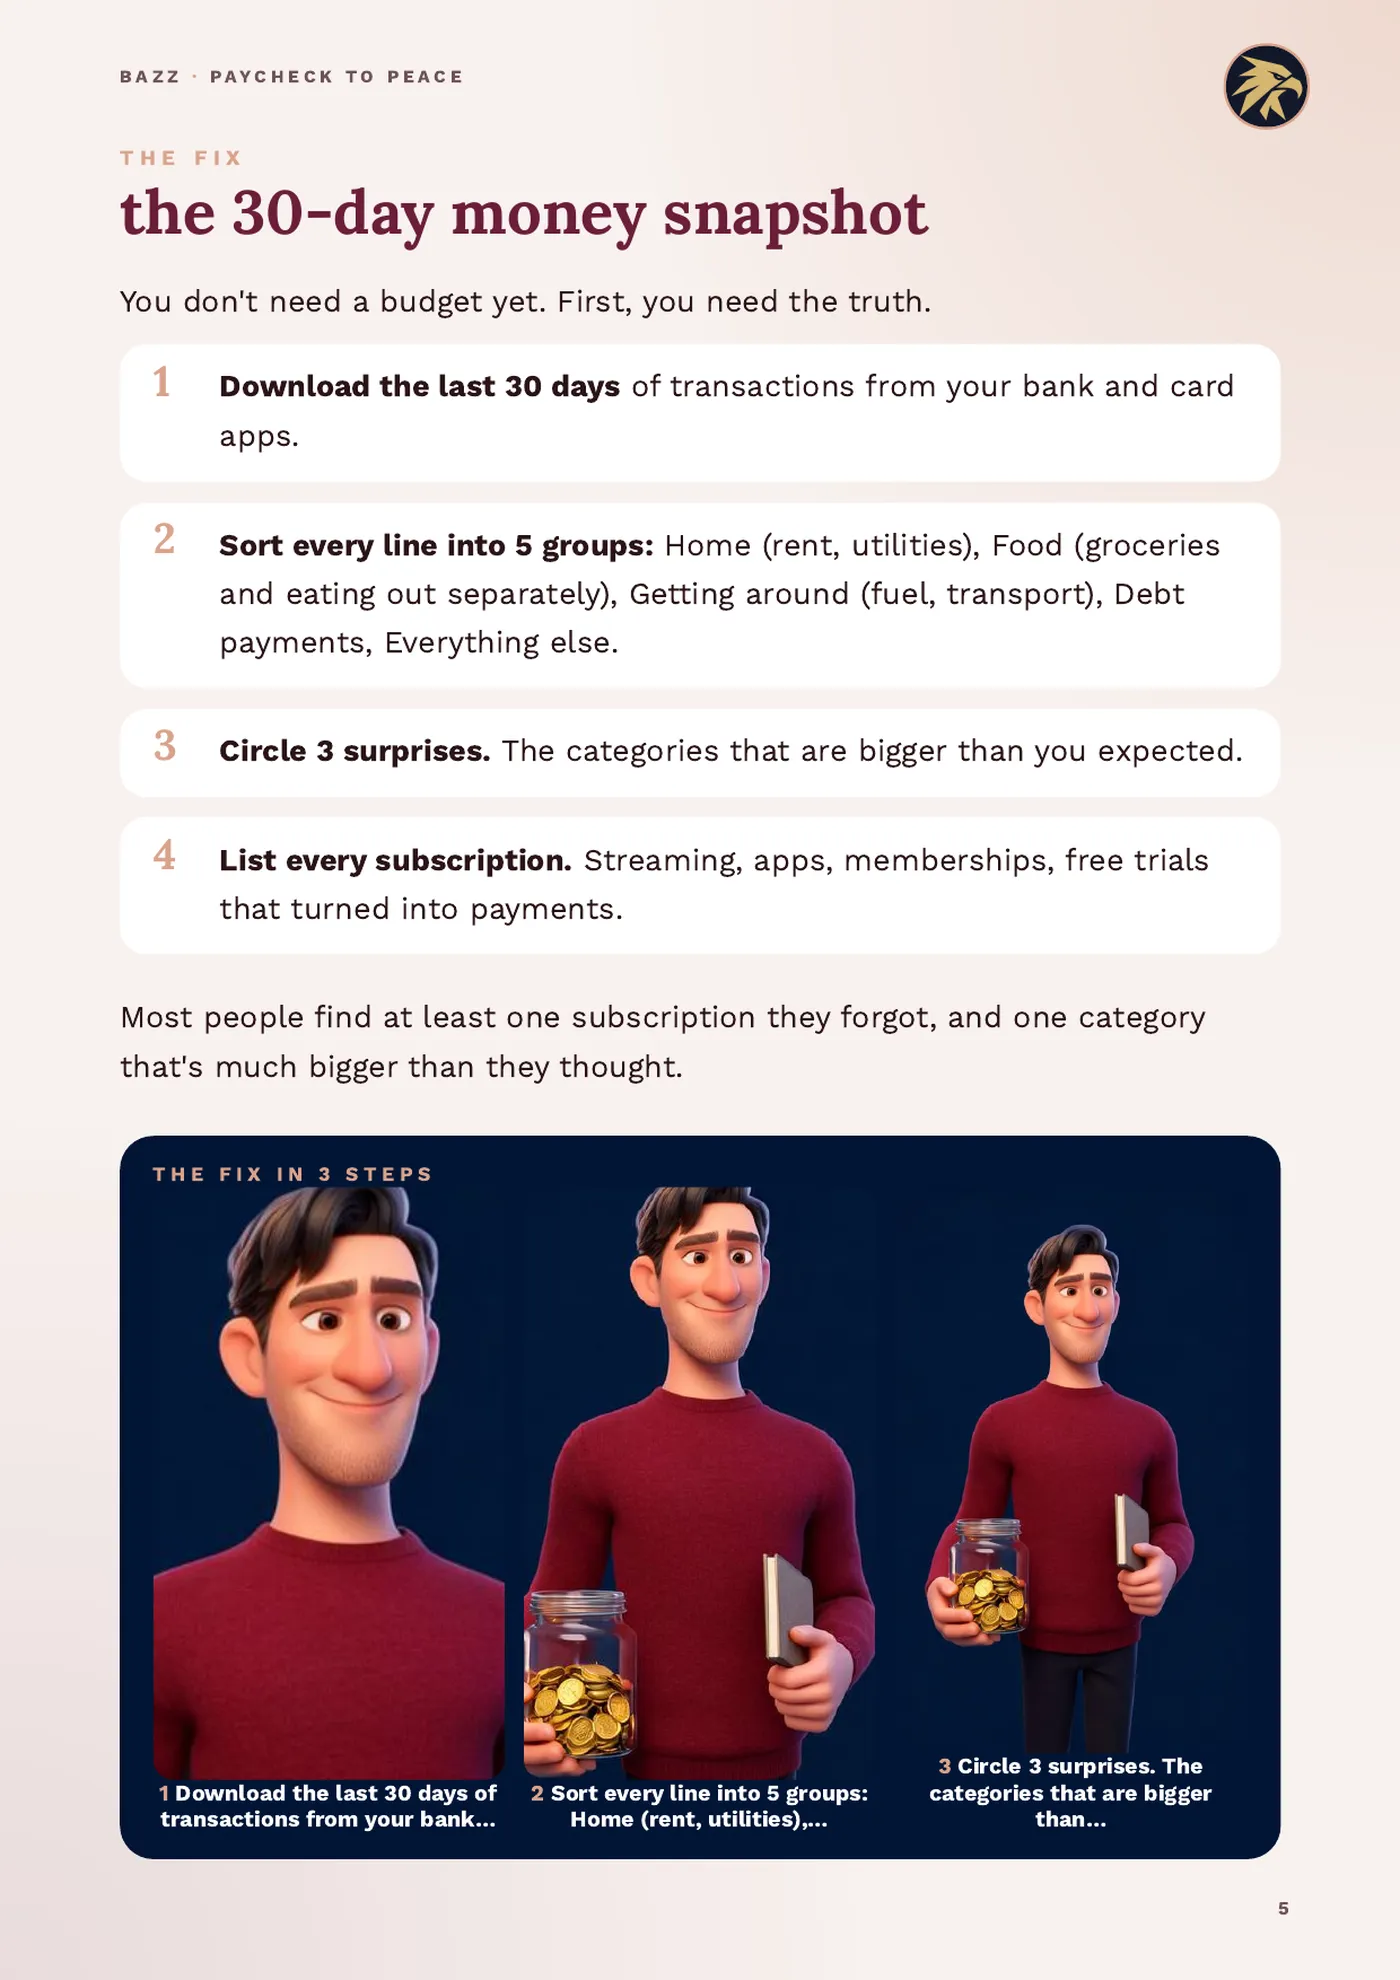 BAZZ · PAYCHECK TO PEACE
THE FIX
the 30-day money snapshot
You don't need a budget yet. First, you need the truth.
1 Download the last 30 days of transactions from your bank and card
apps.
2 Sort every line into 5 groups: Home (rent, utilities), Food (groceries
and eating out separately), Getting around (fuel, transport), Debt
payments, Everything else.
3 Circle 3 surprises. The categories that are bigger than you expected.
4 List every subscription. Streaming, apps, memberships, free trials
that turned into payments.
Most people find at least one subscription they forgot, and one category
that's much bigger than they thought.
THE FIX IN 3 STEPS
1 Download the last 30 days of
transactions from your bank...
2 Sort every line into 5 groups:
Home (rent, utilities),...
3 Circle 3 surprises. The
categories that are bigger
than...
5